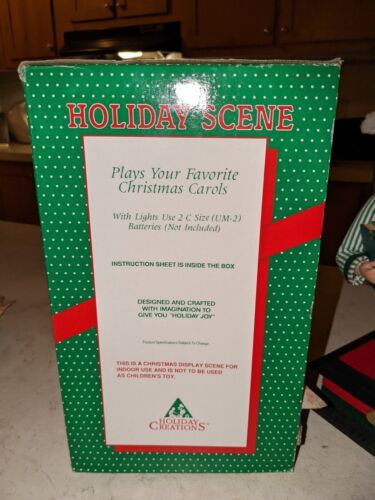 HOLIDAY SCENE
Plays Your Favorite
Christmas Carols
With Lights Use 2 C Size (UM-2)
Batteries (Not Included)
INSTRUCTION SHEET IS INSIDE THE BOX
DESIGNED AND CRAFTED
WITH IMAGINATION TO
GIVE YOU "HOLIDAY JOY"
Product Specifications Subject To Change
THIS IS A CHRISTMAS DISPLAY SCENE FOR
INDOOR USE AND IS NOT TO BE USED
AS CHILDREN'S TOY.
HOLIDAY
CREATIONS™